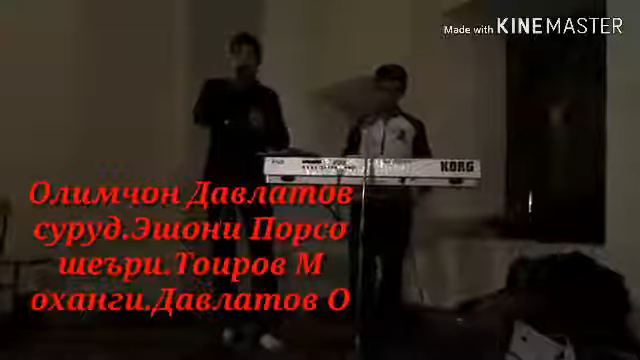 Made with KINEMASTER
KORG
Олимчон Давлатов
суруд.Эшони Порсо
шеъри.Тоиров М
оханги.Давлатов О